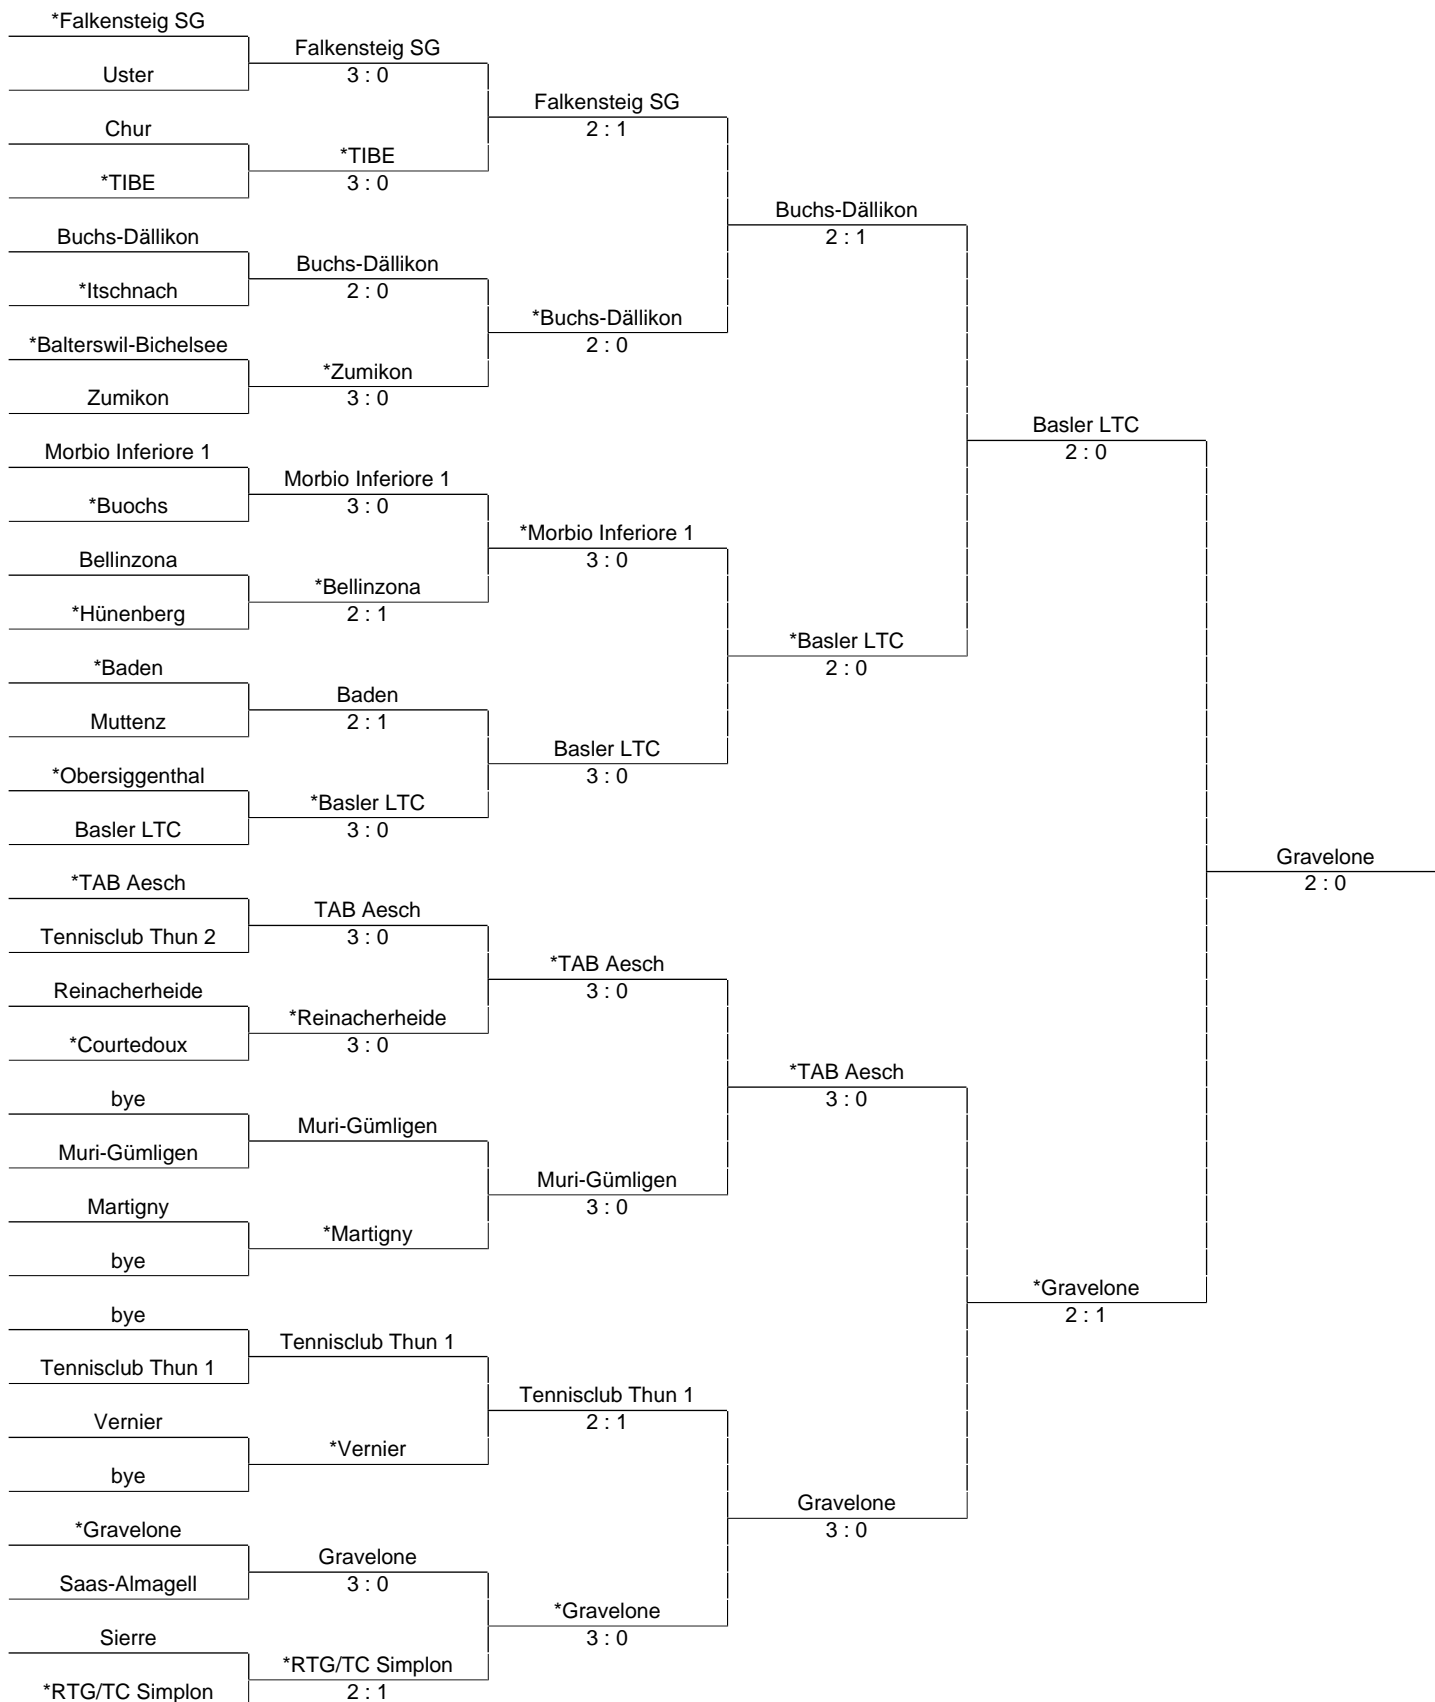 *Falkensteig SG
Uster
Chur
*TIBE
Buchs-Dällikon
*Itschnach
*Balterswil-Bichelsee
Zumikon
Morbio Inferiore 1
*Buochs
Bellinzona
*Hünenberg
*Baden
Muttenz
*Obersiggenthal
Basler LTC
*TAB Aesch
Tennisclub Thun 2
Reinacherheide
*Courtedoux
bye
Muri-Gümligen
Martigny
bye
bye
Tennisclub Thun 1
Vernier
bye
*Gravelone
Saas-Almagell
Sierre
*RTG/TC Simplon
Falkensteig SG
3 : 0
*TIBE
3 : 0
Buchs-Dällikon
2 : 0
*Zumikon
3 : 0
Morbio Inferiore 1
3 : 0
*Bellinzona
2 : 1
Baden
2 : 1
*Basler LTC
3 : 0
TAB Aesch
3 : 0
*Reinacherheide
3 : 0
Muri-Gümligen
*Martigny
Tennisclub Thun 1
*Vernier
Gravelone
3 : 0
*RTG/TC Simplon
2 : 1
Falkensteig SG
2 : 1
*Buchs-Dällikon
2 : 0
*Morbio Inferiore 1
3 : 0
Basler LTC
3 : 0
*TAB Aesch
3 : 0
Muri-Gümligen
3 : 0
Tennisclub Thun 1
2 : 1
*Gravelone
3 : 0
Buchs-Dällikon
2 : 1
*Basler LTC
2 : 0
*TAB Aesch
3 : 0
Gravelone
3 : 0
Basler LTC
2 : 0
*Gravelone
2 : 1
Gravelone
2 : 0